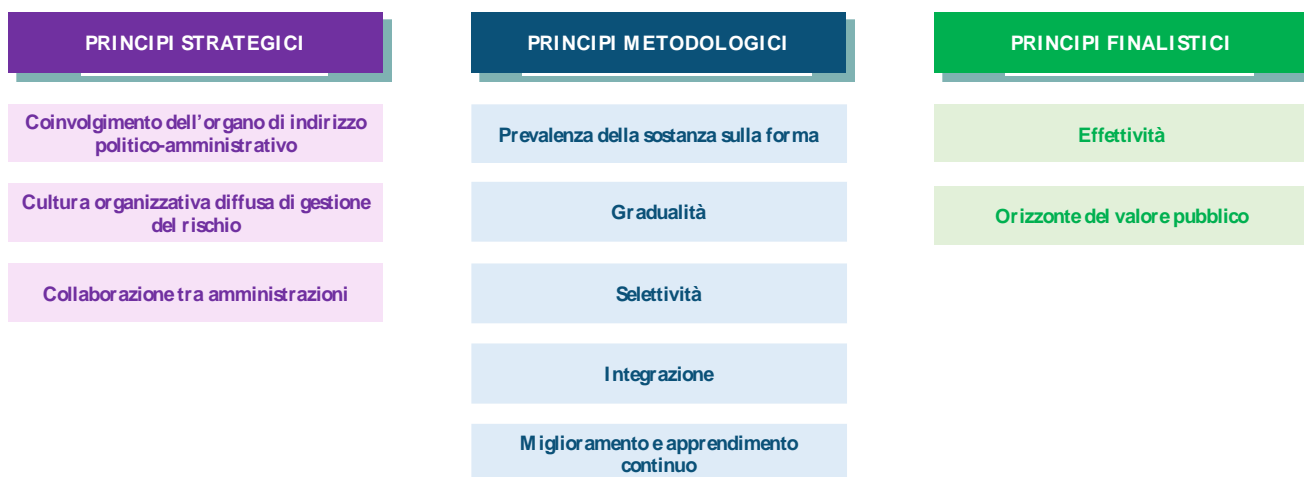 PRINCIPI STRATEGICI
Coinvolgimento dell'organo di indirizzo
politico-amministrativo
Cultura organizzativa diffusa di gestione
del rischio
Collaborazione tra amministrazioni
PRINCIPI METODOLOGICI
Prevalenza della sostanza sulla forma
Gradualità
Selettività
Integrazione
Miglioramento e apprendimento
continuo
PRINCIPI FINALISTICI
Effettività
Orizzonte del valore pubblico